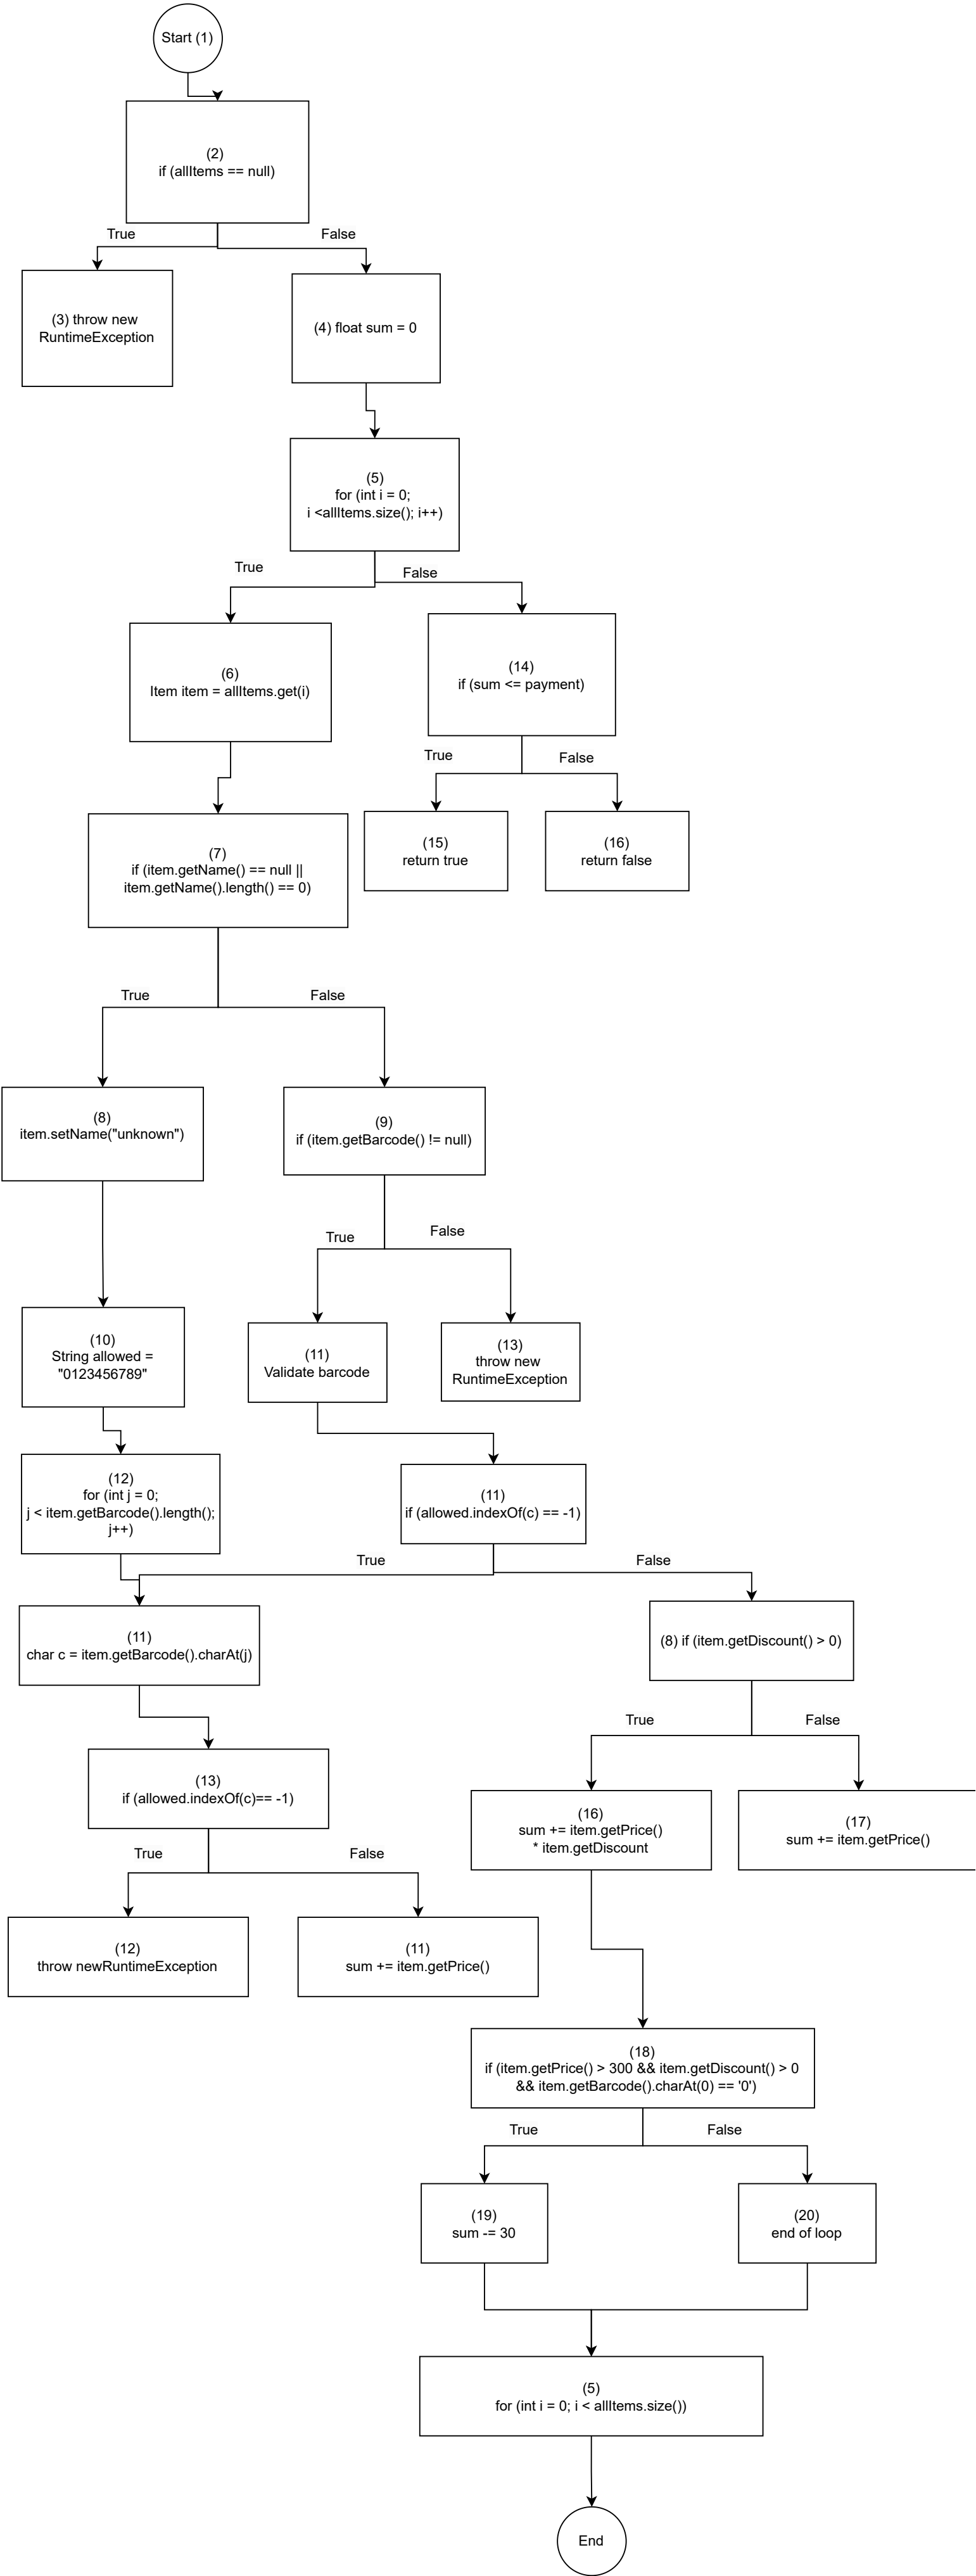 Start (1)
(2)
if (allItems == null)
True
False
(3) throw new
RuntimeException
(4) float sum = 0
(5)
for (int i = 0;
i <allItems.size(); i++)
True
False
(6)
Item item = allItems.get(i)
(14)
if (sum <= payment)
True
False
(7)
if (item.getName() == null ||
item.getName().length() == 0)
(15)
return true
(16)
return false
True
False
(8)
item.setName("unknown")
(9)
if (item.getBarcode() != null)
True
False
(10)
String allowed =
"0123456789"
(11)
Validate barcode
(13)
throw new
RuntimeException
(12)
for (int j = 0;
j < item.getBarcode().length();
j++)
(11)
if (allowed.indexOf(c) == -1)
True
False
(11)
char c = item.getBarcode().charAt(j)
(8) if (item.getDiscount() > 0)
True
False
(13)
if (allowed.indexOf(c)== -1)
(16)
sum += item.getPrice()
* item.getDiscount
(17)
sum += item.getPrice()
True
False
(12)
throw newRuntimeException
(11)
sum += item.getPrice()
(18)
if (item.getPrice() > 300 && item.getDiscount() > 0
&& item.getBarcode().charAt(0) == '0')
True
False
(19)
sum -= 30
(20)
end of loop
(5)
for (int i = 0; i < allItems.size())
End